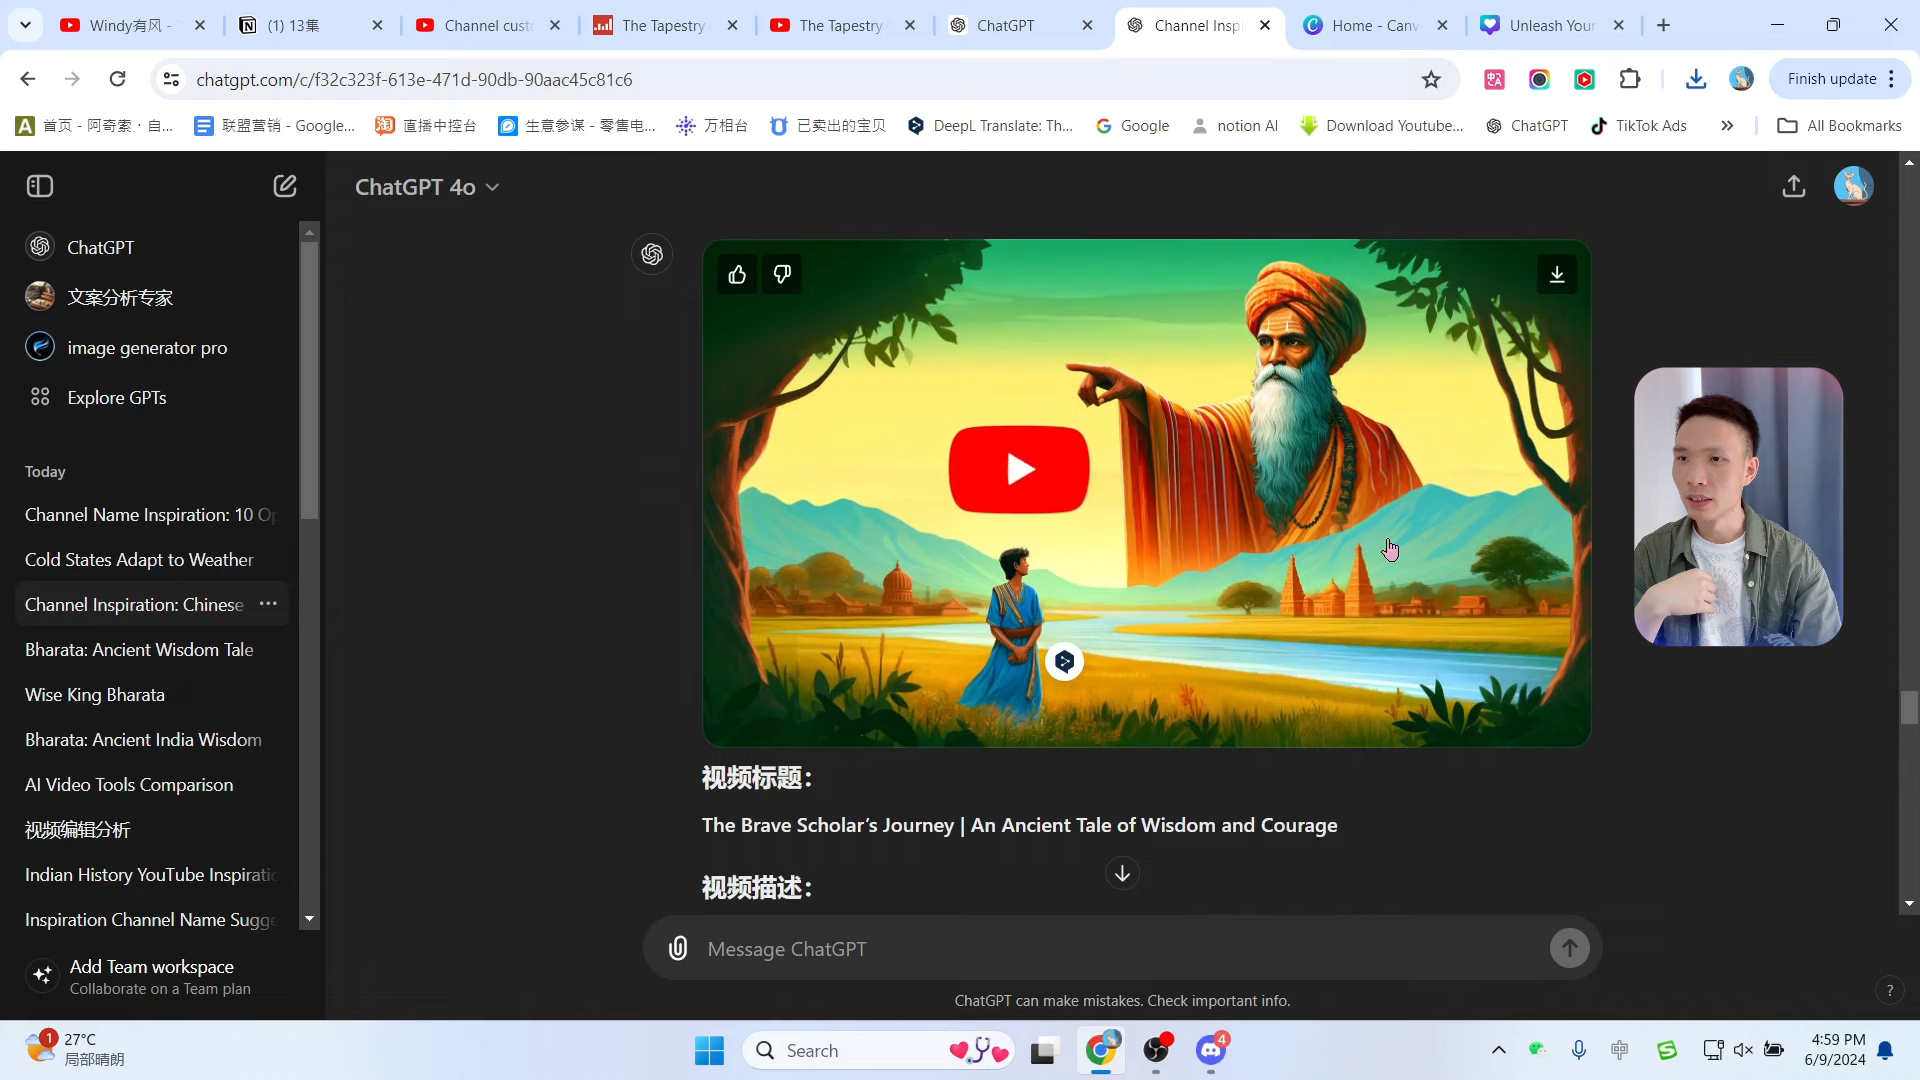 Windy有风 -
(1) 13集
Channel custo
The Tapestry
The Tapestry
ChatGPT
Channel Inspi
Home - Canv
Unleash Your
chatgpt.com/c/f32c323f-613e-471d-90db-90aac45c81c6
Finish update
首页 - 阿奇索 · 自...
联盟营销 - Google...
直播中控台
生意参谋 - 零售电...
万相台
已卖出的宝贝
DeepL Translate: Th...
Google
notion AI
Download Youtube...
ChatGPT
TikTok Ads
All Bookmarks
ChatGPT 4o
ChatGPT
文案分析专家
image generator pro
Explore GPTs
Today
Channel Name Inspiration: 10 Op
Cold States Adapt to Weather
Channel Inspiration: Chinese
Bharata: Ancient Wisdom Tale
Wise King Bharata
Bharata: Ancient India Wisdom
AI Video Tools Comparison
视频编辑分析
Indian History YouTube Inspiratio
Inspiration Channel Name Sugge
Add Team workspace
Collaborate on a Team plan
视频标题：
The Brave Scholar's Journey | An Ancient Tale of Wisdom and Courage
视频描述：
Message ChatGPT
ChatGPT can make mistakes. Check important info.
?
1
27°C
局部晴朗
Search
4
中
4:59 PM
6/9/2024